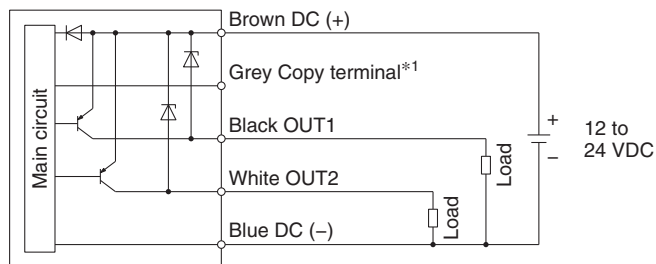 Brown DC (+)
Grey Copy terminal*1
Main circuit
Black OUT1
+
12 to
24 VDC
−
Load
White OUT2
Load
Blue DC (−)